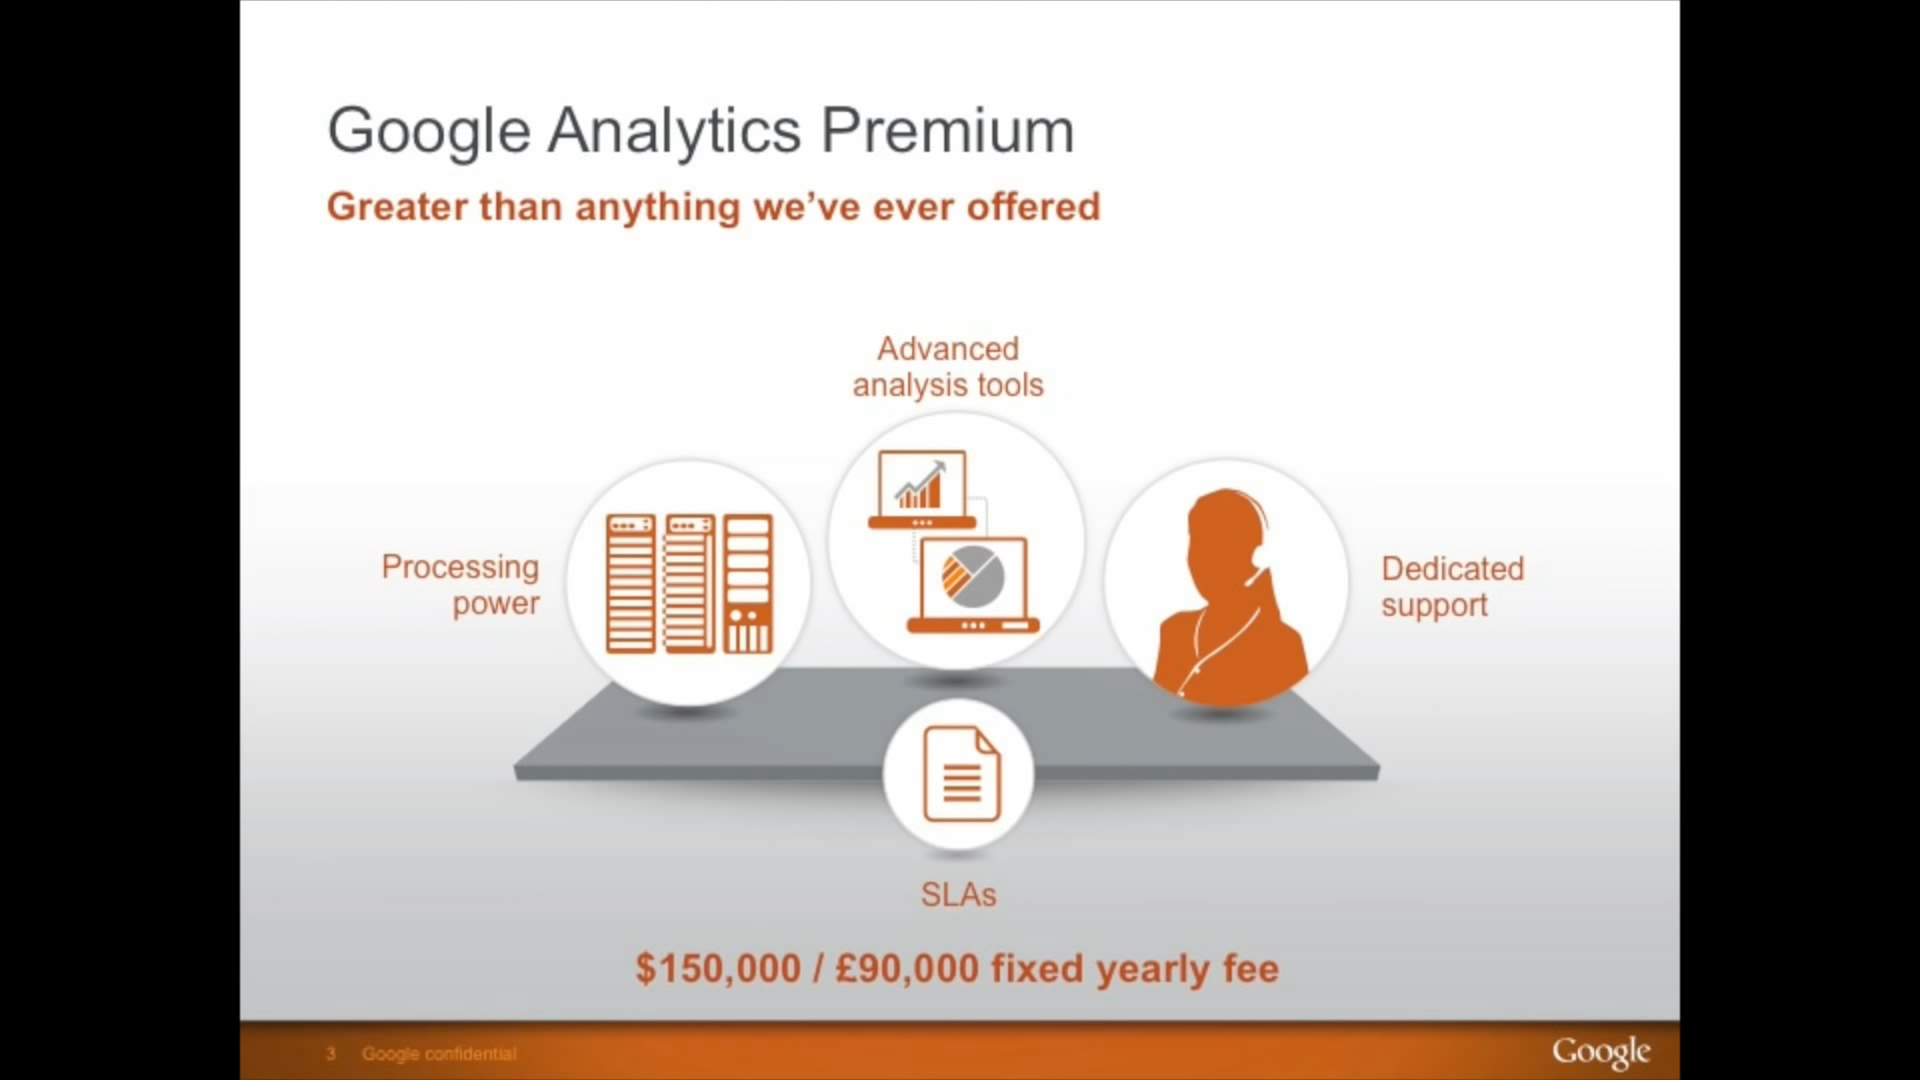 Google Analytics Premium
Greater than anything we’ve ever offered
Advanced
analysis tools
Processing
power
Dedicated
support
SLAs
$150,000 / £90,000 fixed yearly fee
3 Google confidential
Google